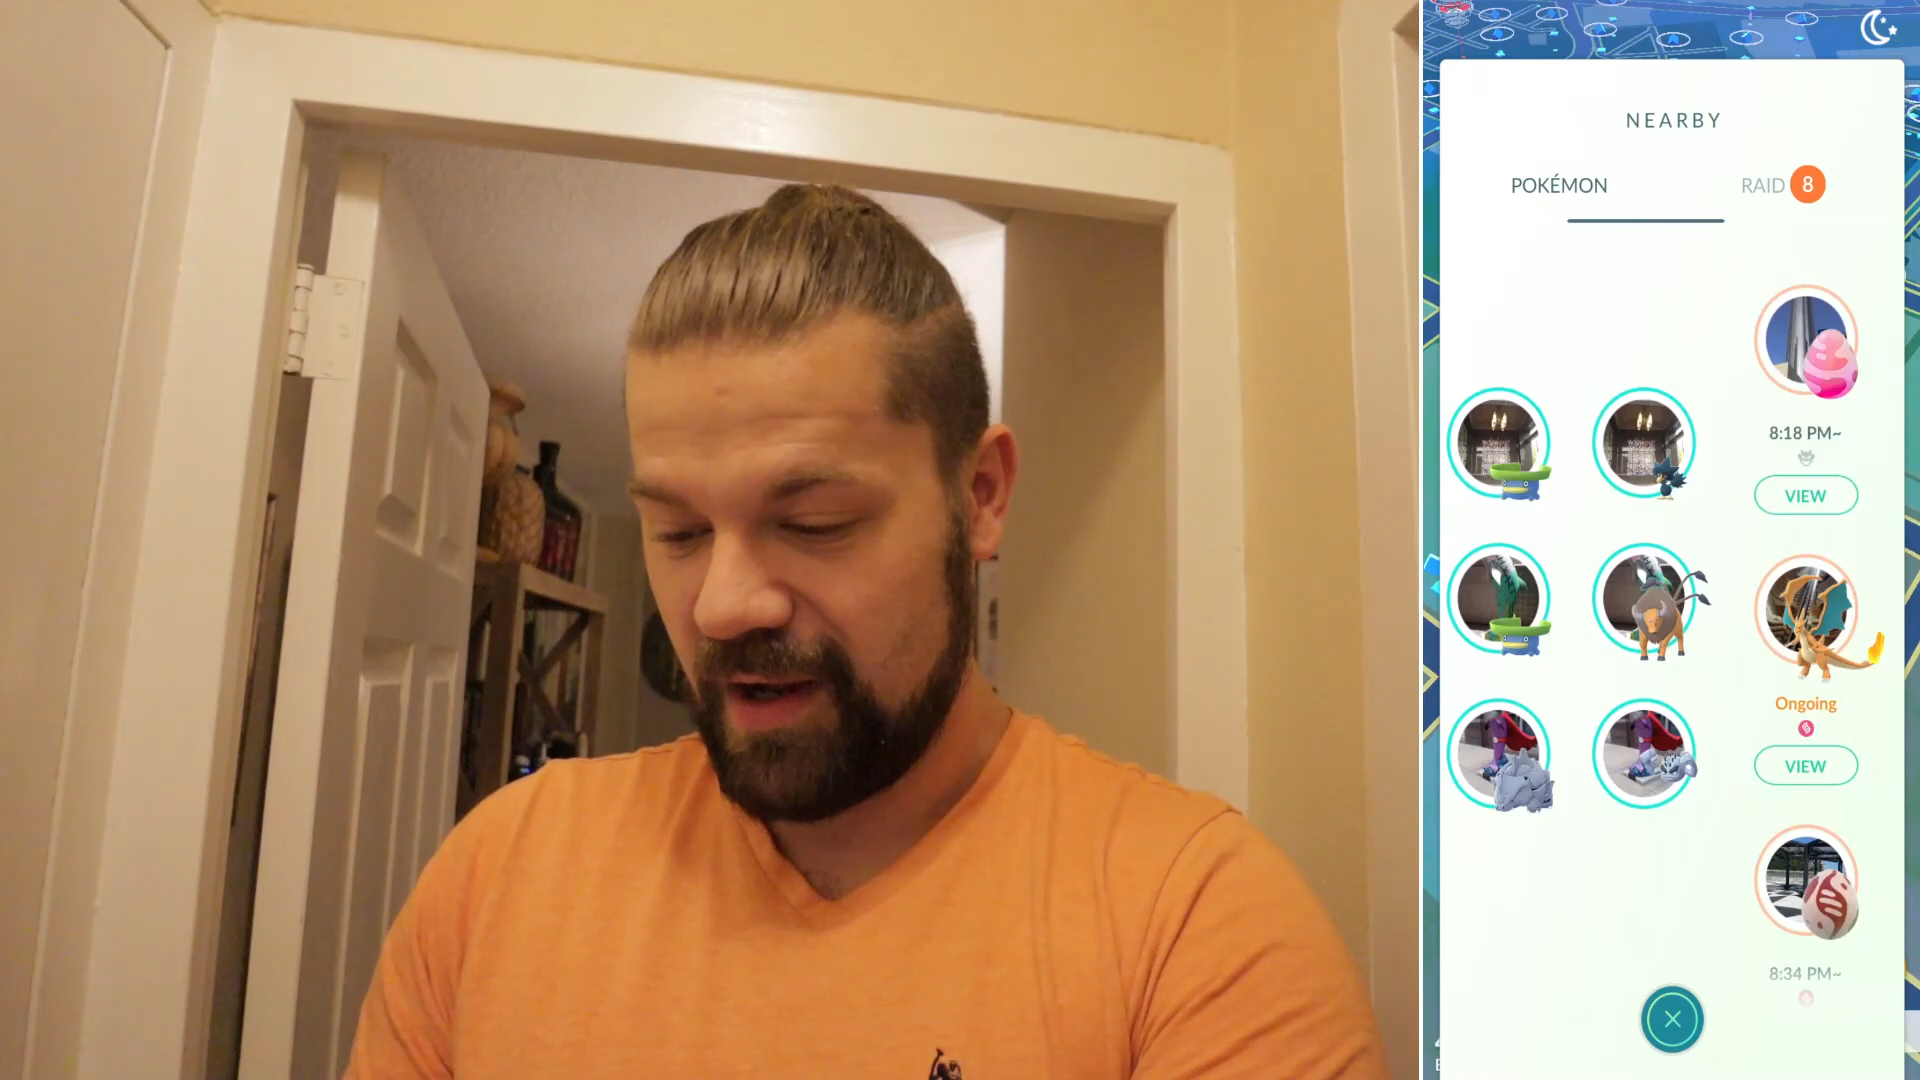 NEARBY
POKÉMON
RAID 8
8:18 PM~
VIEW
Ongoing
VIEW
8:34 PM~